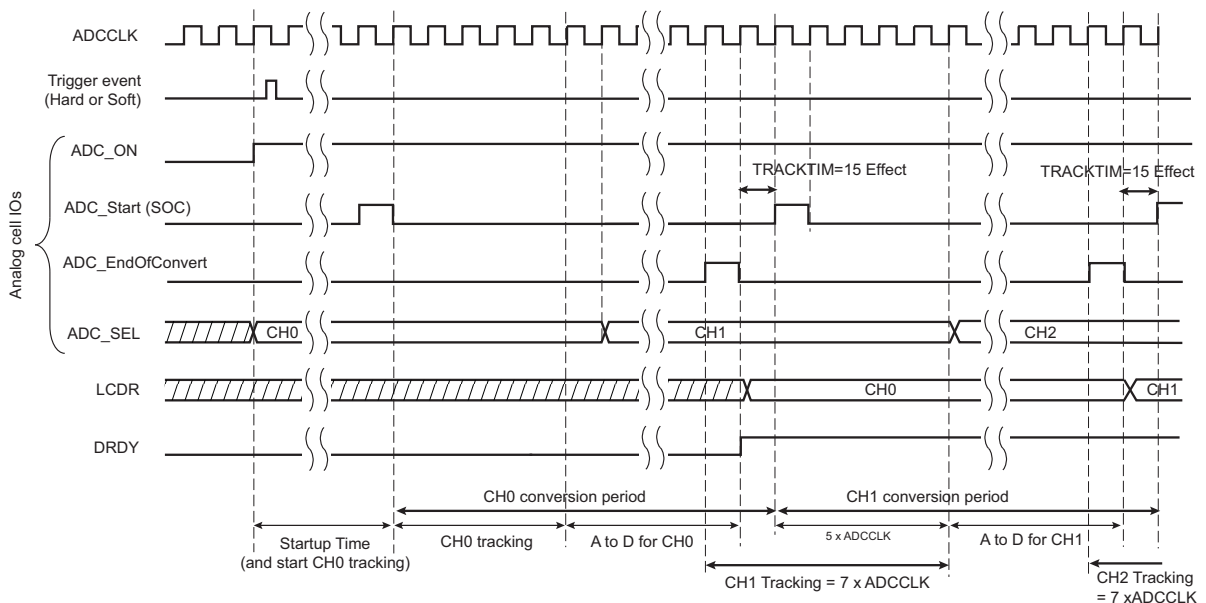 ADCCLK
Trigger event
(Hard or Soft)
ADC_ON
TRACKTIM=15 Effect
TRACKTIM=15 Effect
ADC_Start (SOC)
Analog cell IOs
ADC_EndOfConvert
ADC_SEL
CH0
CH1
CH2
LCDR
CH0
CH1
DRDY
CH0 conversion period
CH1 conversion period
Startup Time
(and start CH0 tracking)
CH0 tracking
A to D for CH0
5 x ADCCLK
A to D for CH1
CH1 Tracking = 7 x ADCCLK
CH2 Tracking
= 7 xADCCLK